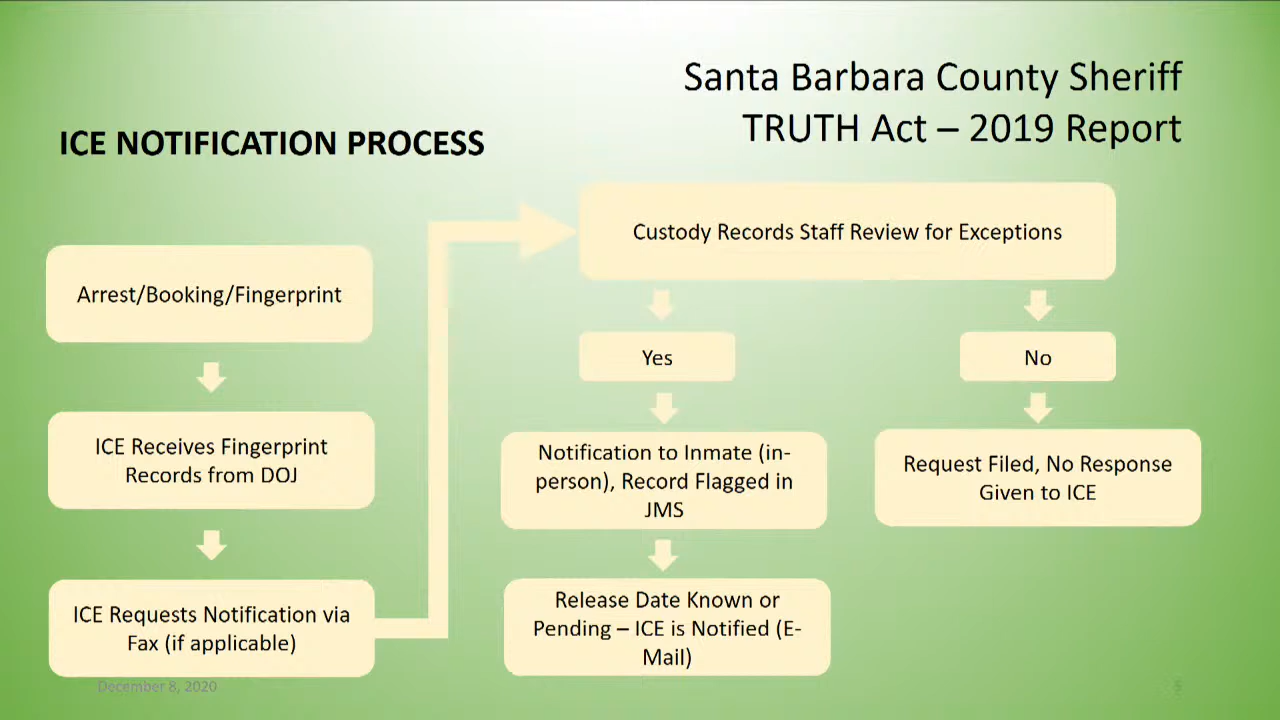 Santa Barbara County Sheriff
TRUTH Act – 2019 Report
ICE NOTIFICATION PROCESS
Arrest/Booking/Fingerprint
ICE Receives Fingerprint
Records from DOJ
ICE Requests Notification via
Fax (if applicable)
Custody Records Staff Review for Exceptions
Yes
Notification to Inmate (in-
person), Record Flagged in
JMS
Release Date Known or
Pending – ICE is Notified (E-
Mail)
No
Request Filed, No Response
Given to ICE
December 8, 2020
5